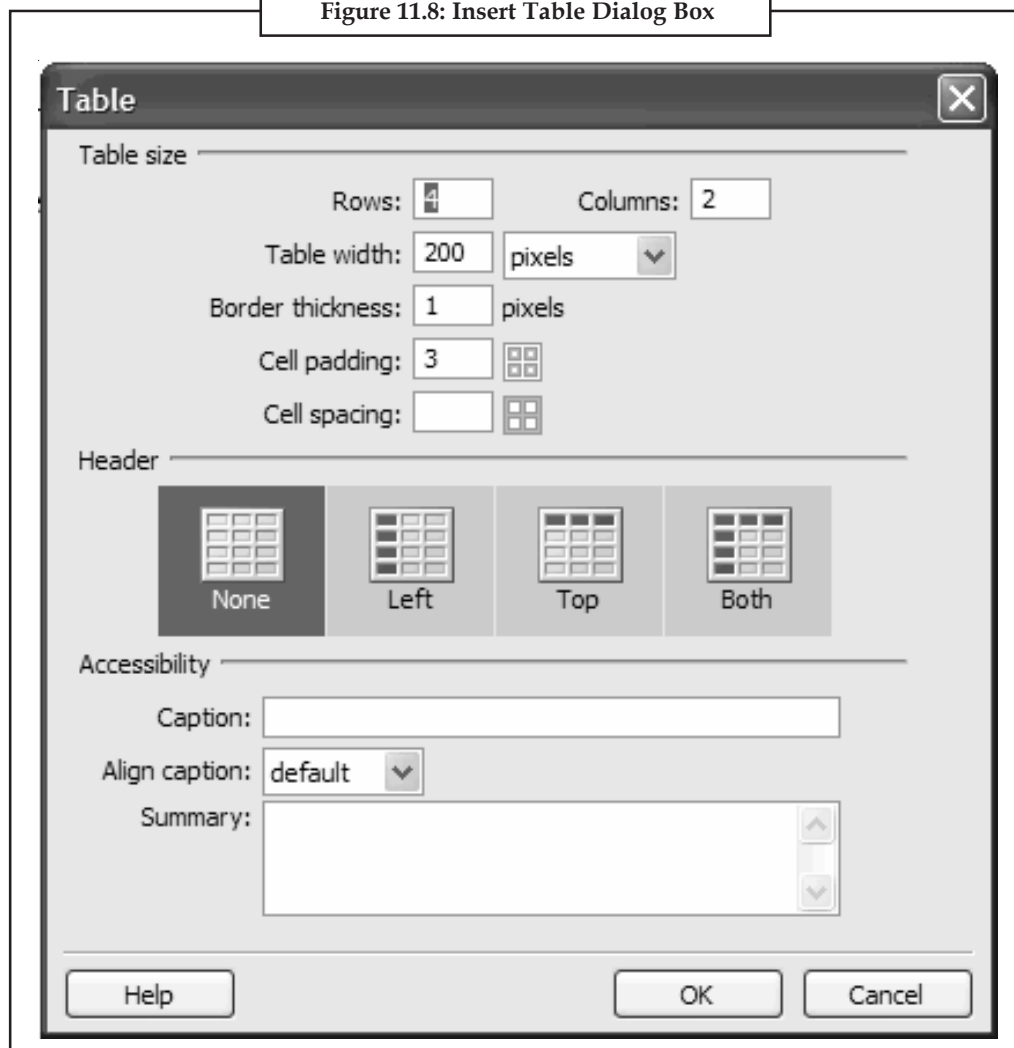 Figure 11.8: Insert Table Dialog Box
Table
Table size
Rows: 4 Columns: 2
Table width: 200 pixels
Border thickness: 1 pixels
Cell padding: 3
Cell spacing:
Header
None Left Top Both
Accessibility
Caption:
Align caption: default
Summary:
Help OK Cancel